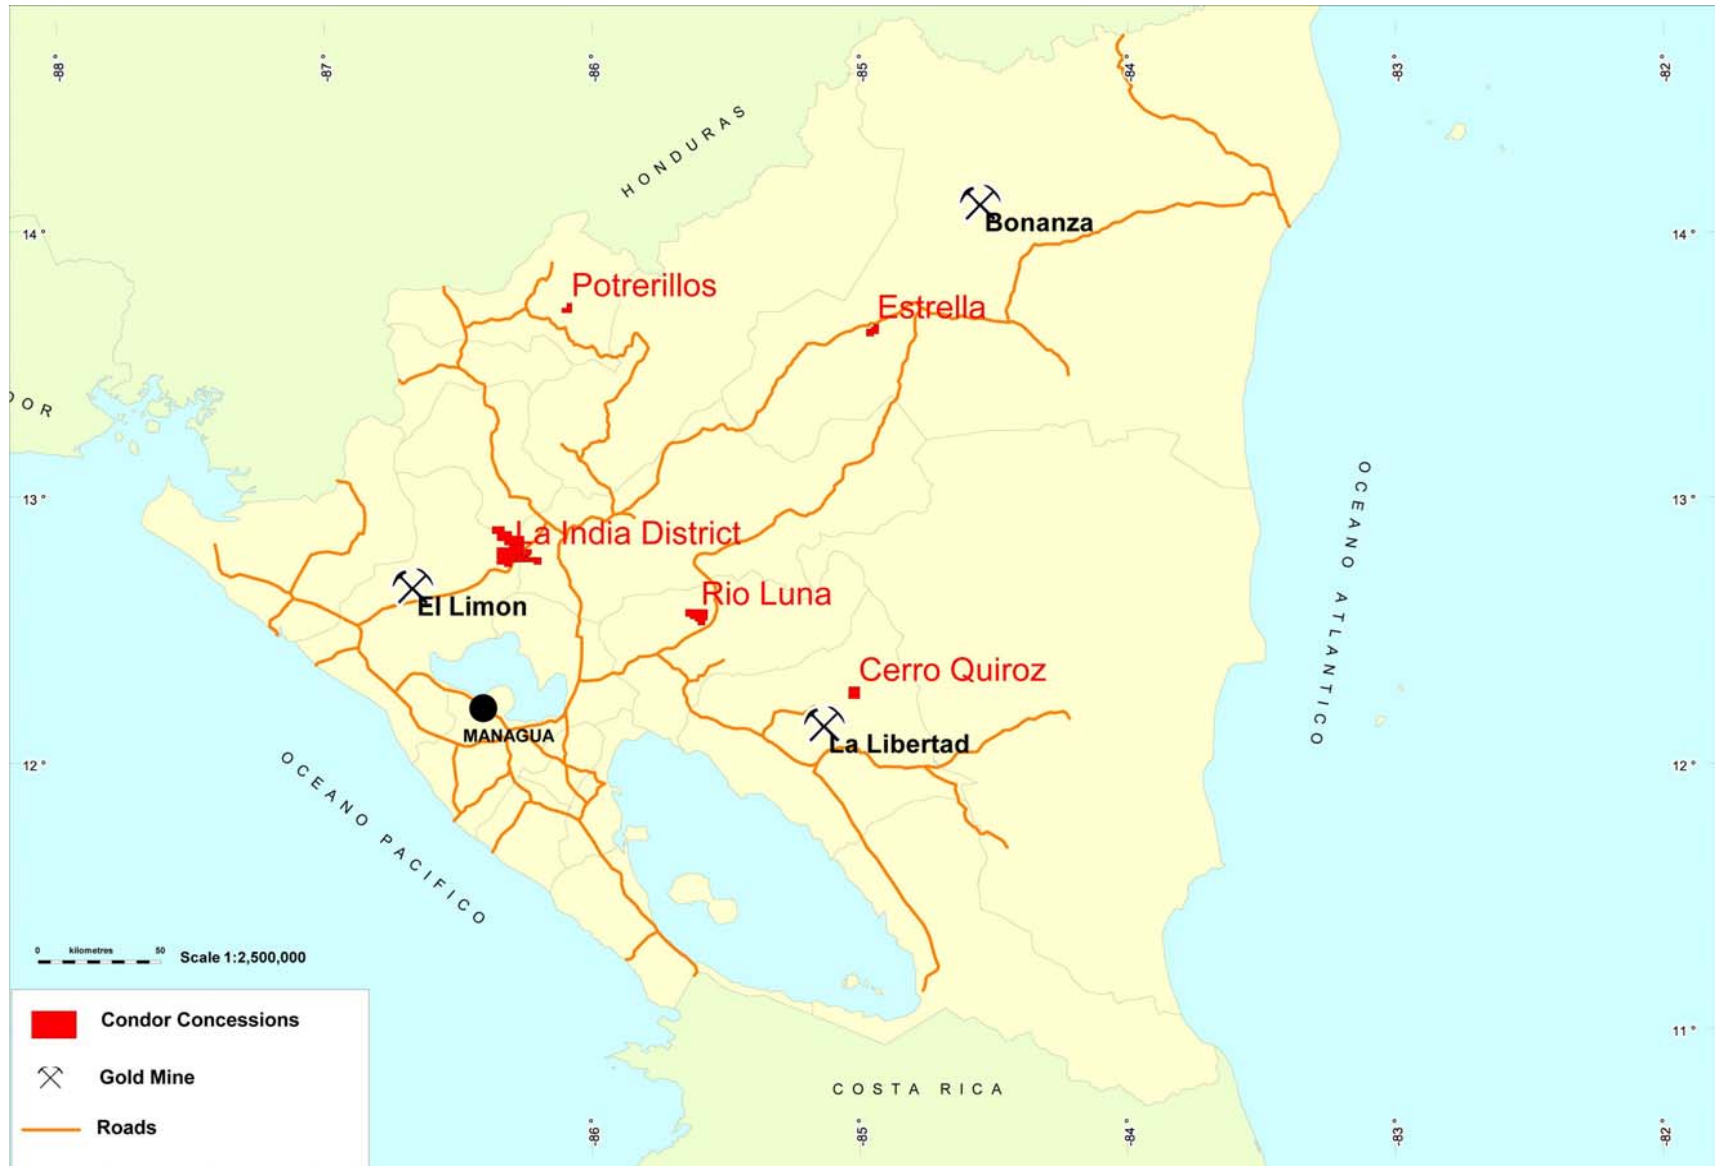 -88 °
-87 °
-86 °
-85 °
-84 °
-83 °
-82 °
HONDURAS
14 °
Bonanza
14 °
Potrerillos
Estrella
13 °
OCEANO ATLANTICO
13 °
La India District
El Limon
Rio Luna
Cerro Quiroz
MANAGUA
La Libertad
12 °
12 °
OCEANO PACIFICO
0 kilometres 50
Scale 1:2,500,000
Condor Concessions
Gold Mine
Roads
11 °
COSTA RICA
-86 °
-85 °
-84 °
-83 °
-82 °